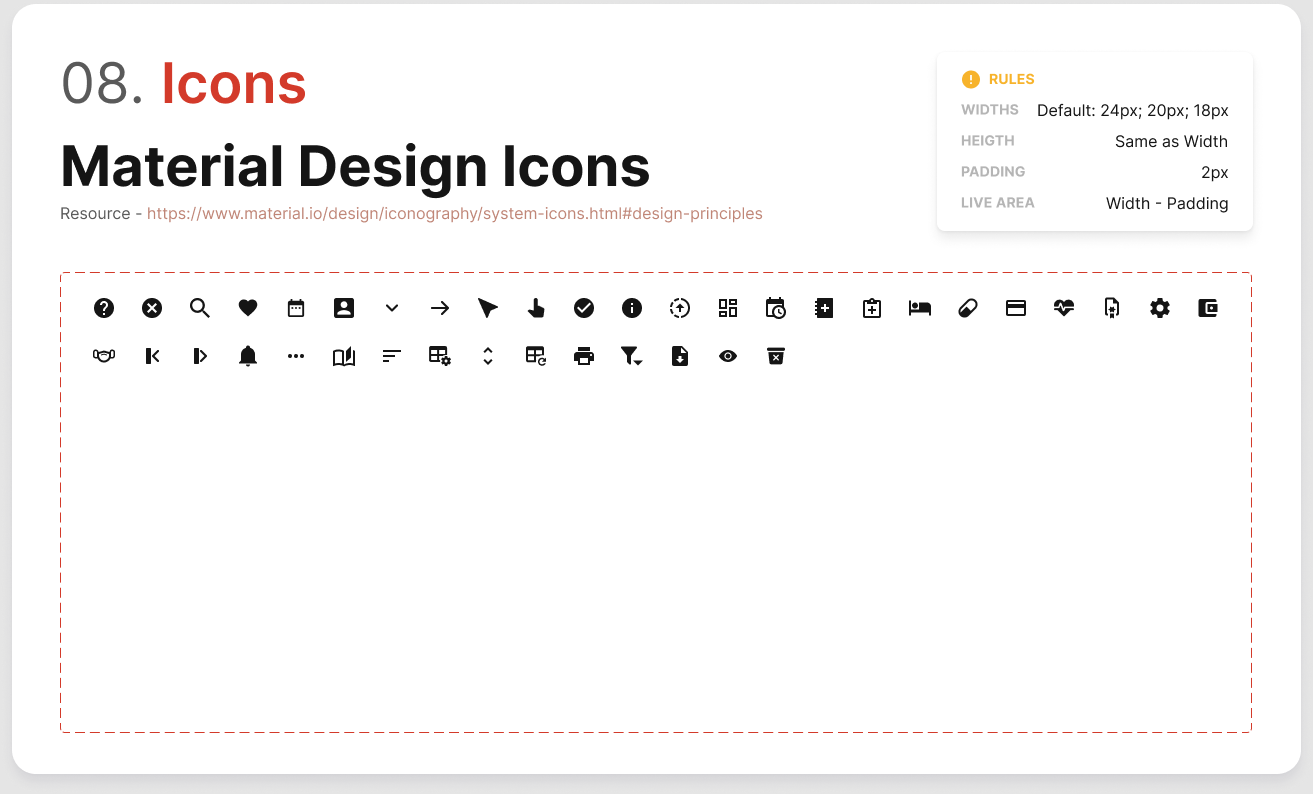 08. Icons
Material Design Icons
Resource - https://www.material.io/design/iconography/system-icons.html#design-principles
RULES
WIDTHS Default: 24px; 20px; 18px
HEIGTH Same as Width
PADDING 2px
LIVE AREA Width - Padding